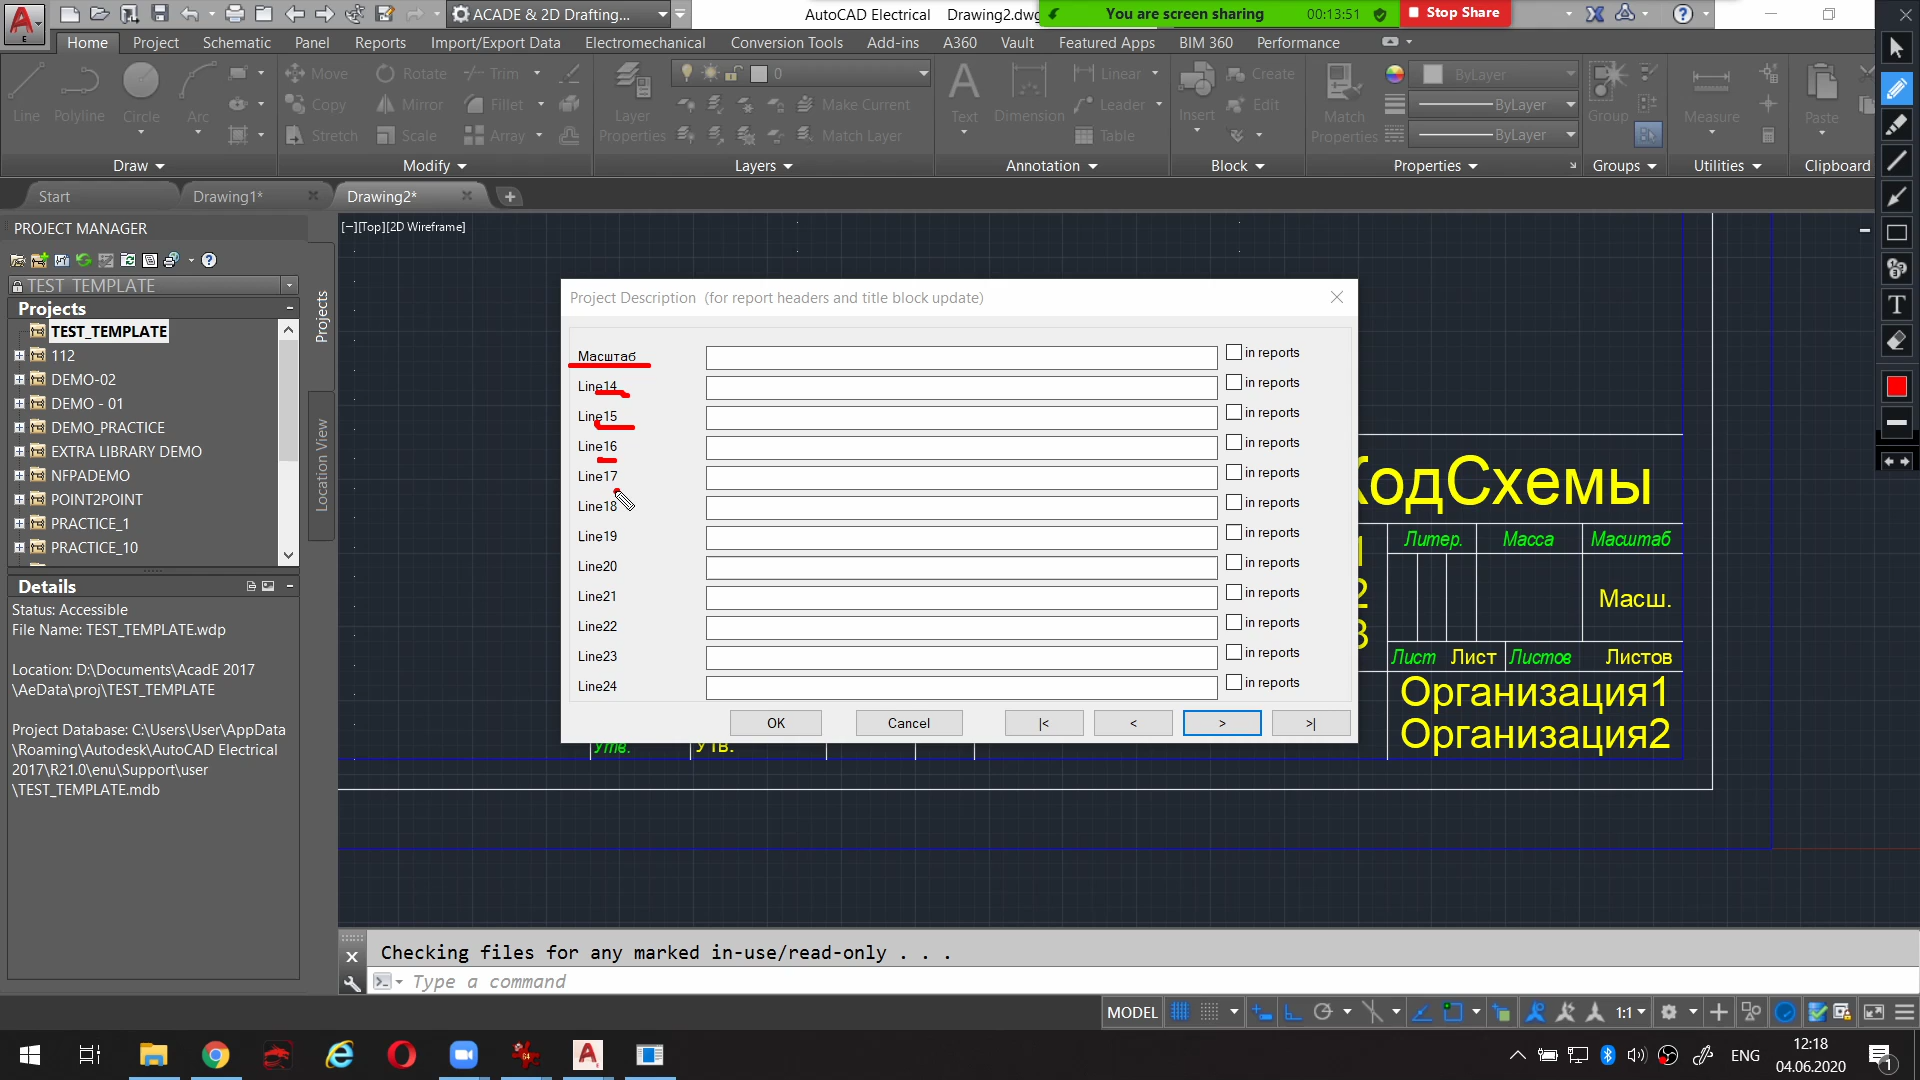 ACADE & 2D Drafting...
AutoCAD Electrical Drawing2.dwg
You are screen sharing 00:13:51
Stop Share
Home Project Schematic Panel Reports Import/Export Data Electromechanical Conversion Tools Add-ins A360 Vault Featured Apps BIM 360 Performance
Line Polyline Circle Arc
Move Rotate Trim
Copy Mirror Fillet
Stretch Scale Array
Layer Properties
0
Make Current
Match Layer
Text Dimension
Linear
Leader
Table
Insert
Create
Edit
Match Properties
ByLayer
ByLayer
ByLayer
Group
Measure
Paste
Draw Modify Layers Annotation Block Properties Groups Utilities Clipboard
Start Drawing1* Drawing2*
PROJECT MANAGER
TEST_TEMPLATE
Projects
TEST_TEMPLATE
112
DEMO-02
DEMO - 01
DEMO_PRACTICE
EXTRA LIBRARY DEMO
NFPADEMO
POINT2POINT
PRACTICE_1
PRACTICE_10
Projects
Location View
Details
Status: Accessible
File Name: TEST_TEMPLATE.wdp
Location: D:\Documents\AcadE 2017
\AeData\proj\TEST_TEMPLATE
Project Database: C:\Users\User\AppData
\Roaming\Autodesk\AutoCAD Electrical
2017\R21.0\enu\Support\user
\TEST_TEMPLATE.mdb
[−][Top][2D Wireframe]
Project Description (for report headers and title block update)
Масштаб in reports
Line14 in reports
Line15 in reports
Line16 in reports
Line17 in reports
Line18 in reports
Line19 in reports
Line20 in reports
Line21 in reports
Line22 in reports
Line23 in reports
Line24 in reports
OK Cancel |< < > >|
КодСхемы
Литер. Масса Масштаб
1
2
3
Масш.
Лист Лист Листов Листов
Организация1
Организация2
Утв. Утв.
Checking files for any marked in-use/read-only . . .
Type a command
MODEL 1:1
ENG
12:18
04.06.2020
1